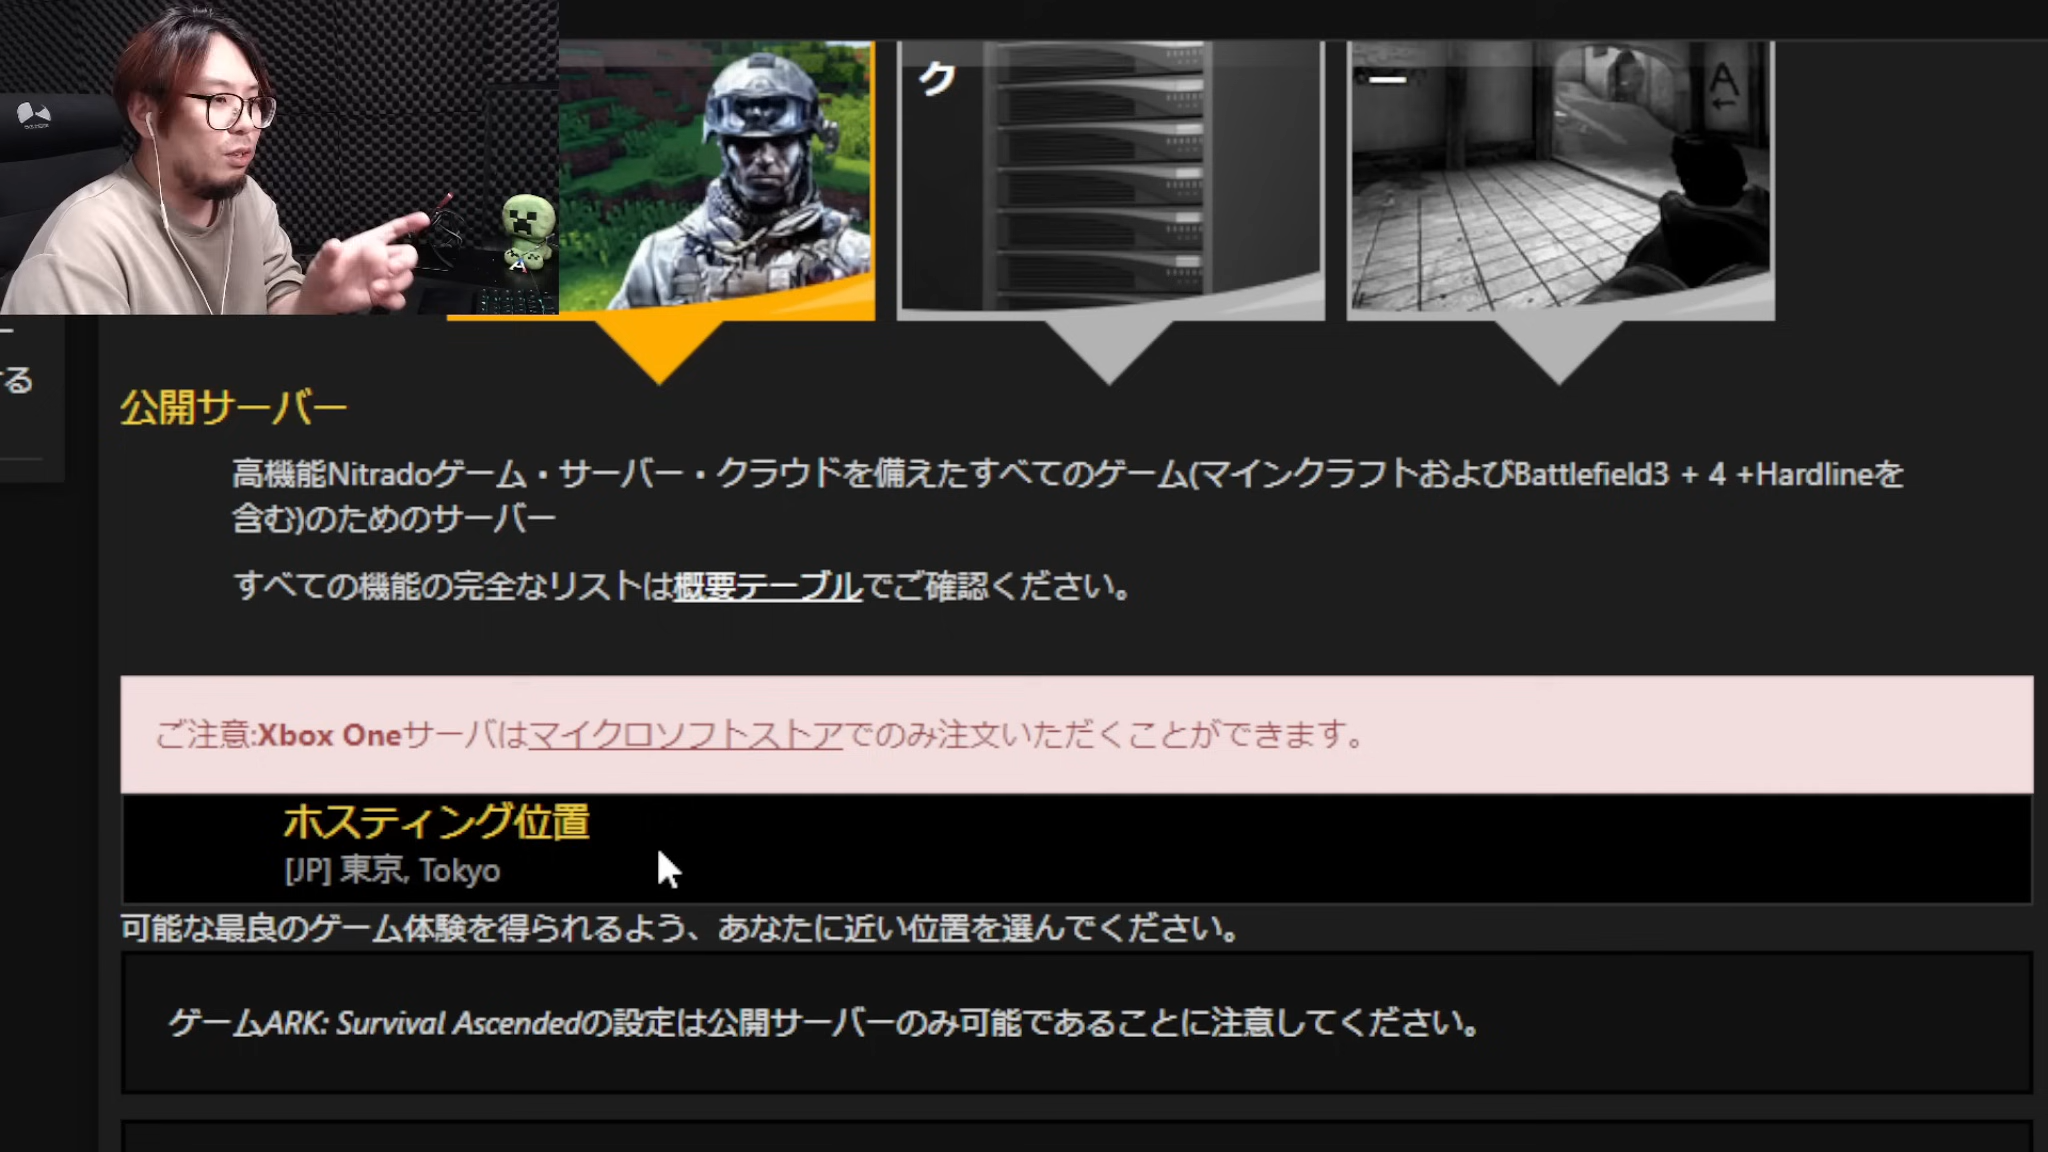 ク
ー
A
ー
する
公開サーバー
高機能Nitradoゲーム・サーバー・クラウドを備えたすべてのゲーム(マインクラフトおよびBattlefield3 + 4 +Hardlineを
含む)のためのサーバー
すべての機能の完全なリストは概要テーブルでご確認ください。
ご注意:Xbox Oneサーバはマイクロソフトストアでのみ注文いただくことができます。
ホスティング位置
[JP] 東京, Tokyo
可能な最良のゲーム体験を得られるよう、あなたに近い位置を選んでください。
ゲームARK: Survival Ascendedの設定は公開サーバーのみ可能であることに注意してください。